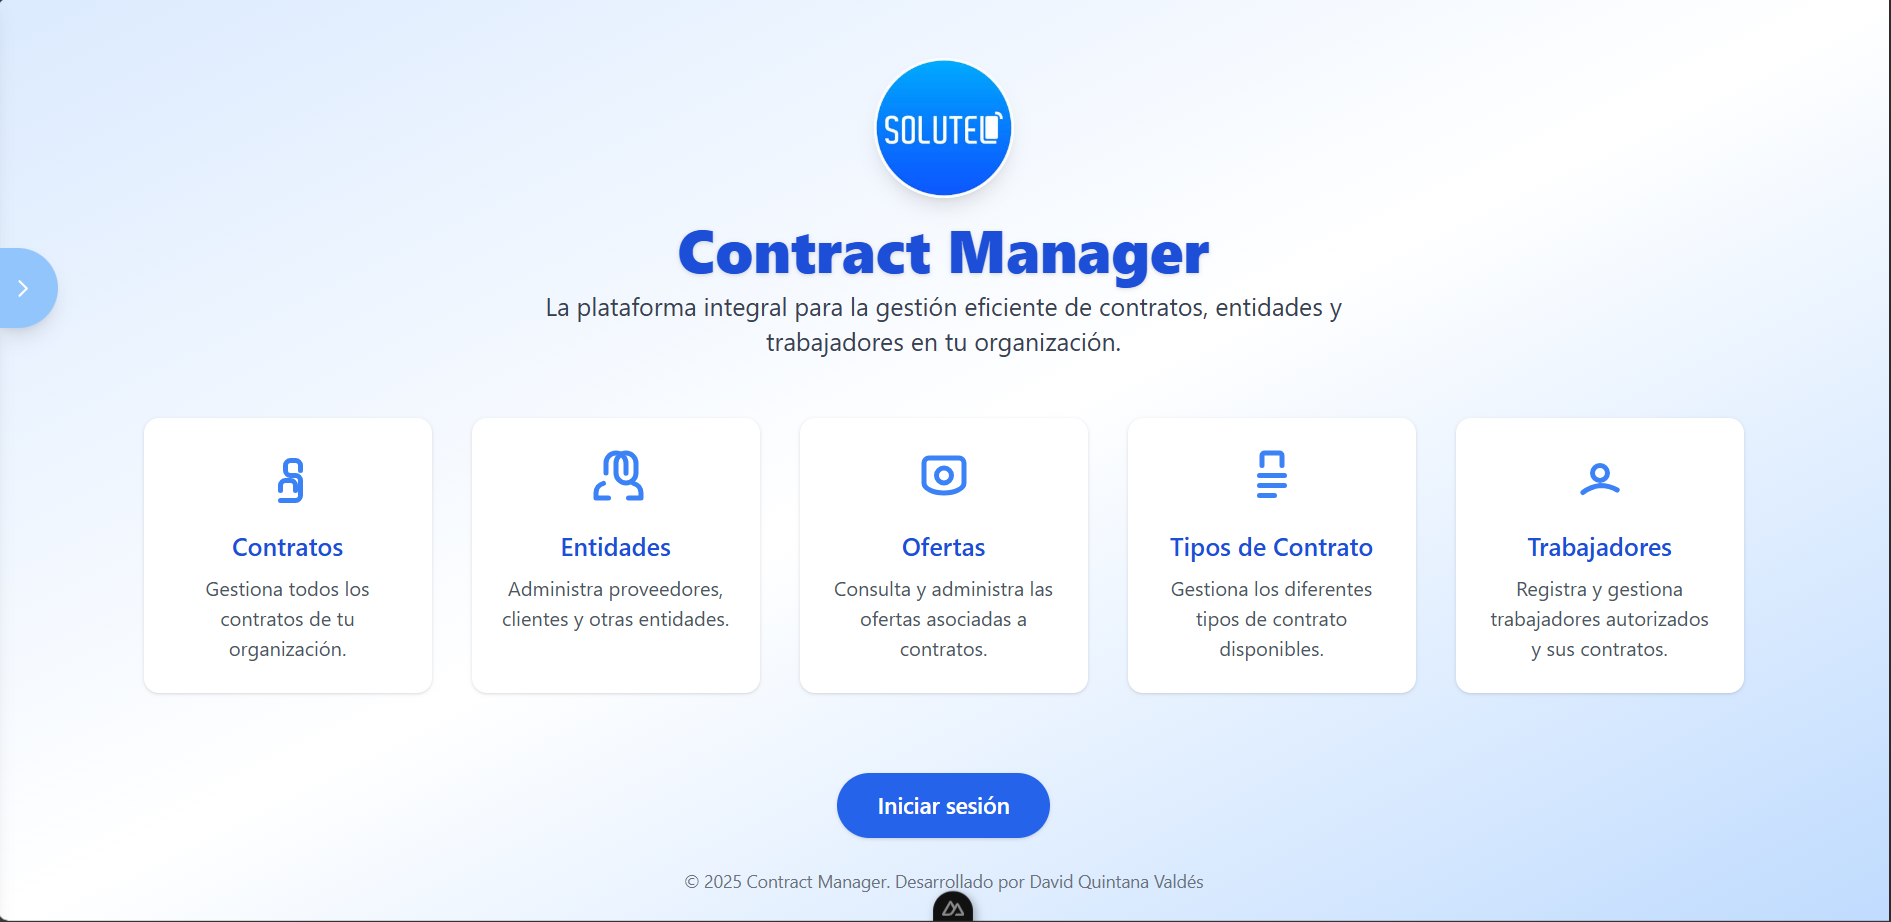 SOLUTEL
Contract Manager
La plataforma integral para la gestión eficiente de contratos, entidades y
trabajadores en tu organización.
Contratos
Gestiona todos los
contratos de tu
organización.
Entidades
Administra proveedores,
clientes y otras entidades.
Ofertas
Consulta y administra las
ofertas asociadas a
contratos.
Tipos de Contrato
Gestiona los diferentes
tipos de contrato
disponibles.
Trabajadores
Registra y gestiona
trabajadores autorizados
y sus contratos.
Iniciar sesión
© 2025 Contract Manager. Desarrollado por David Quintana Valdés